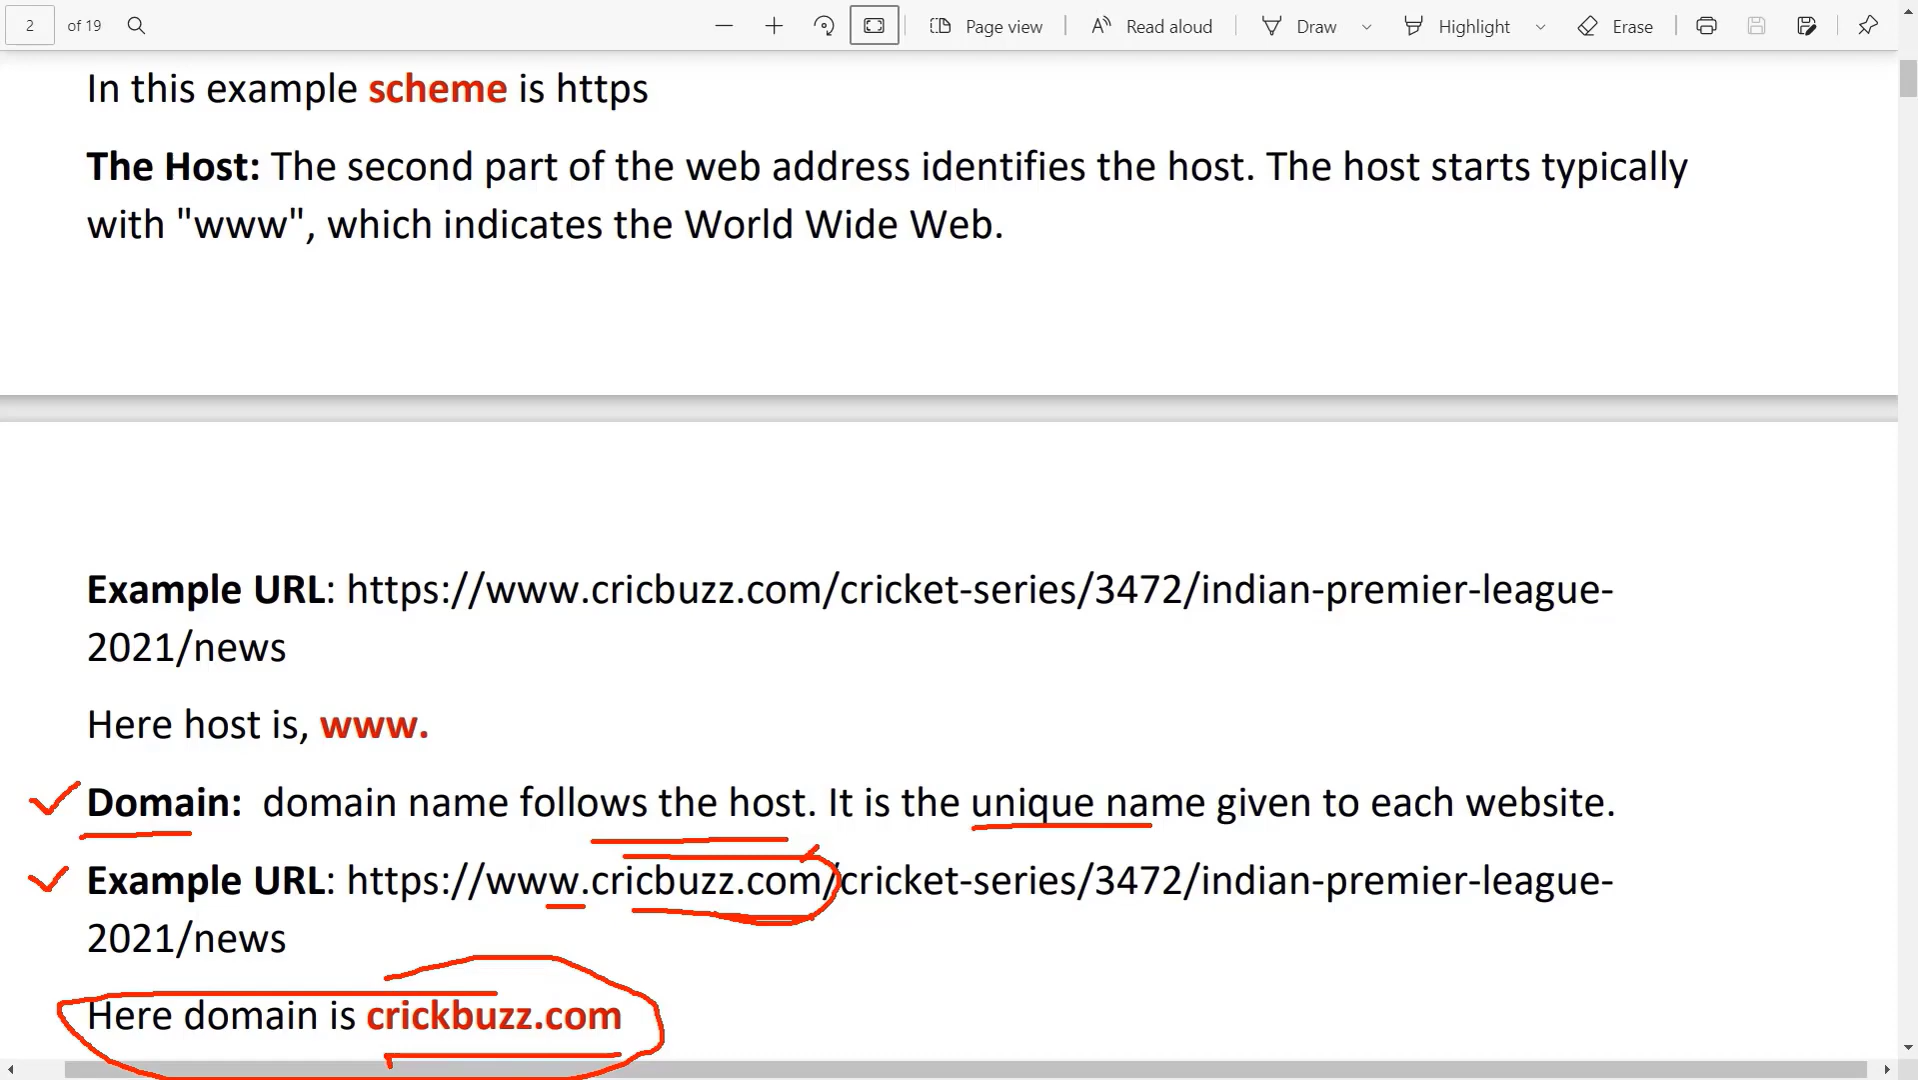 2 of 19 Page view Read aloud Draw Highlight Erase
In this example scheme is https
The Host: The second part of the web address identifies the host. The host starts typically
with "www", which indicates the World Wide Web.
Example URL: https://www.cricbuzz.com/cricket-series/3472/indian-premier-league-
2021/news
Here host is, www.
Domain: domain name follows the host. It is the unique name given to each website.
Example URL: https://www.cricbuzz.com/cricket-series/3472/indian-premier-league-
2021/news
Here domain is crickbuzz.com